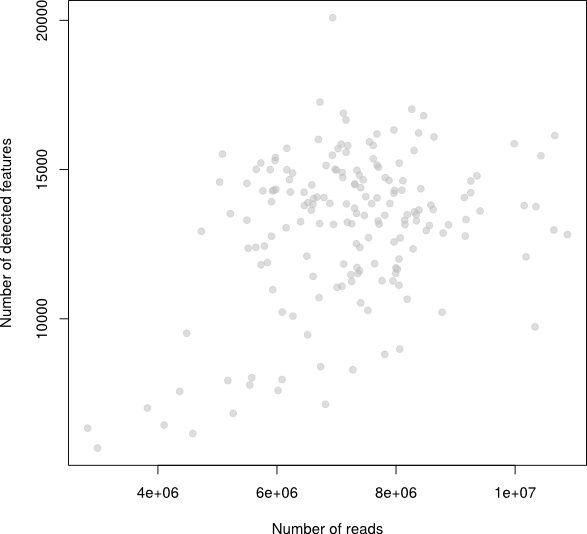 Number of detected features
20000
15000
10000
4e+06 6e+06 8e+06 1e+07
Number of reads